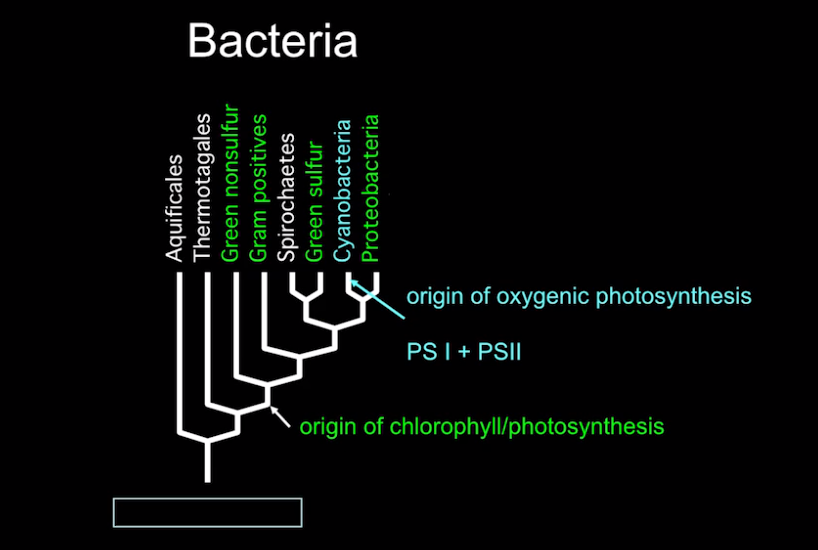 Bacteria
Aquificales
Thermotagales
Green nonsulfur
Gram positives
Spirochaetes
Green sulfur
Cyanobacteria
Proteobacteria
origin of oxygenic photosynthesis
PS I + PSII
origin of chlorophyll/photosynthesis